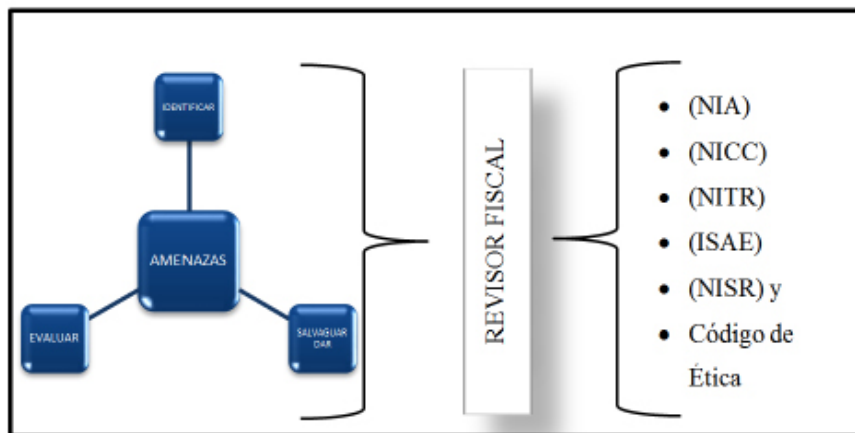 IDENTIFICAR
AMENAZAS
EVALUAR
SALVAGUAR
DAR
REVISOR FISCAL
• (NIA)
• (NICC)
• (NITR)
• (ISAE)
• (NISR) y
• Código de
Ética